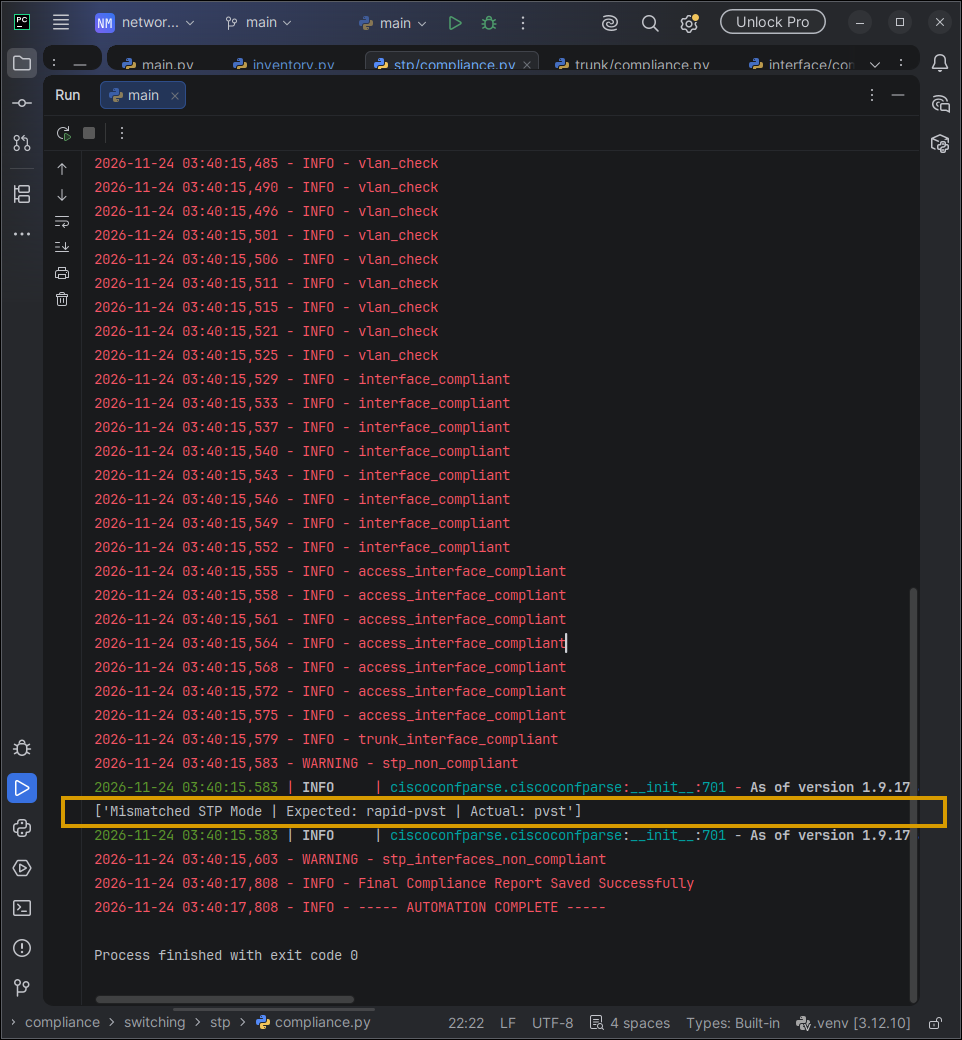 PC
NM networ...
main
main
Unlock Pro
main.py
inventory.py
stp/compliance.py
trunk/compliance.py
interface/con
Run
main
2026-11-24 03:40:15,485 - INFO - vlan_check
2026-11-24 03:40:15,490 - INFO - vlan_check
2026-11-24 03:40:15,496 - INFO - vlan_check
2026-11-24 03:40:15,501 - INFO - vlan_check
2026-11-24 03:40:15,506 - INFO - vlan_check
2026-11-24 03:40:15,511 - INFO - vlan_check
2026-11-24 03:40:15,515 - INFO - vlan_check
2026-11-24 03:40:15,521 - INFO - vlan_check
2026-11-24 03:40:15,525 - INFO - vlan_check
2026-11-24 03:40:15,529 - INFO - interface_compliant
2026-11-24 03:40:15,533 - INFO - interface_compliant
2026-11-24 03:40:15,537 - INFO - interface_compliant
2026-11-24 03:40:15,540 - INFO - interface_compliant
2026-11-24 03:40:15,543 - INFO - interface_compliant
2026-11-24 03:40:15,546 - INFO - interface_compliant
2026-11-24 03:40:15,549 - INFO - interface_compliant
2026-11-24 03:40:15,552 - INFO - interface_compliant
2026-11-24 03:40:15,555 - INFO - access_interface_compliant
2026-11-24 03:40:15,558 - INFO - access_interface_compliant
2026-11-24 03:40:15,561 - INFO - access_interface_compliant
2026-11-24 03:40:15,564 - INFO - access_interface_compliant
2026-11-24 03:40:15,568 - INFO - access_interface_compliant
2026-11-24 03:40:15,572 - INFO - access_interface_compliant
2026-11-24 03:40:15,575 - INFO - access_interface_compliant
2026-11-24 03:40:15,579 - INFO - trunk_interface_compliant
2026-11-24 03:40:15,583 - WARNING - stp_non_compliant
2026-11-24 03:40:15.583 | INFO     | ciscoconfparse.ciscoconfparse:__init__:701 - As of version 1.9.17
['Mismatched STP Mode | Expected: rapid-pvst | Actual: pvst']
2026-11-24 03:40:15.583 | INFO     | ciscoconfparse.ciscoconfparse:__init__:701 - As of version 1.9.17
2026-11-24 03:40:15,603 - WARNING - stp_interfaces_non_compliant
2026-11-24 03:40:17,808 - INFO - Final Compliance Report Saved Successfully
2026-11-24 03:40:17,808 - INFO - ----- AUTOMATION COMPLETE -----
Process finished with exit code 0
compliance > switching > stp > compliance.py
22:22 LF UTF-8 4 spaces Types: Built-in .venv [3.12.10]